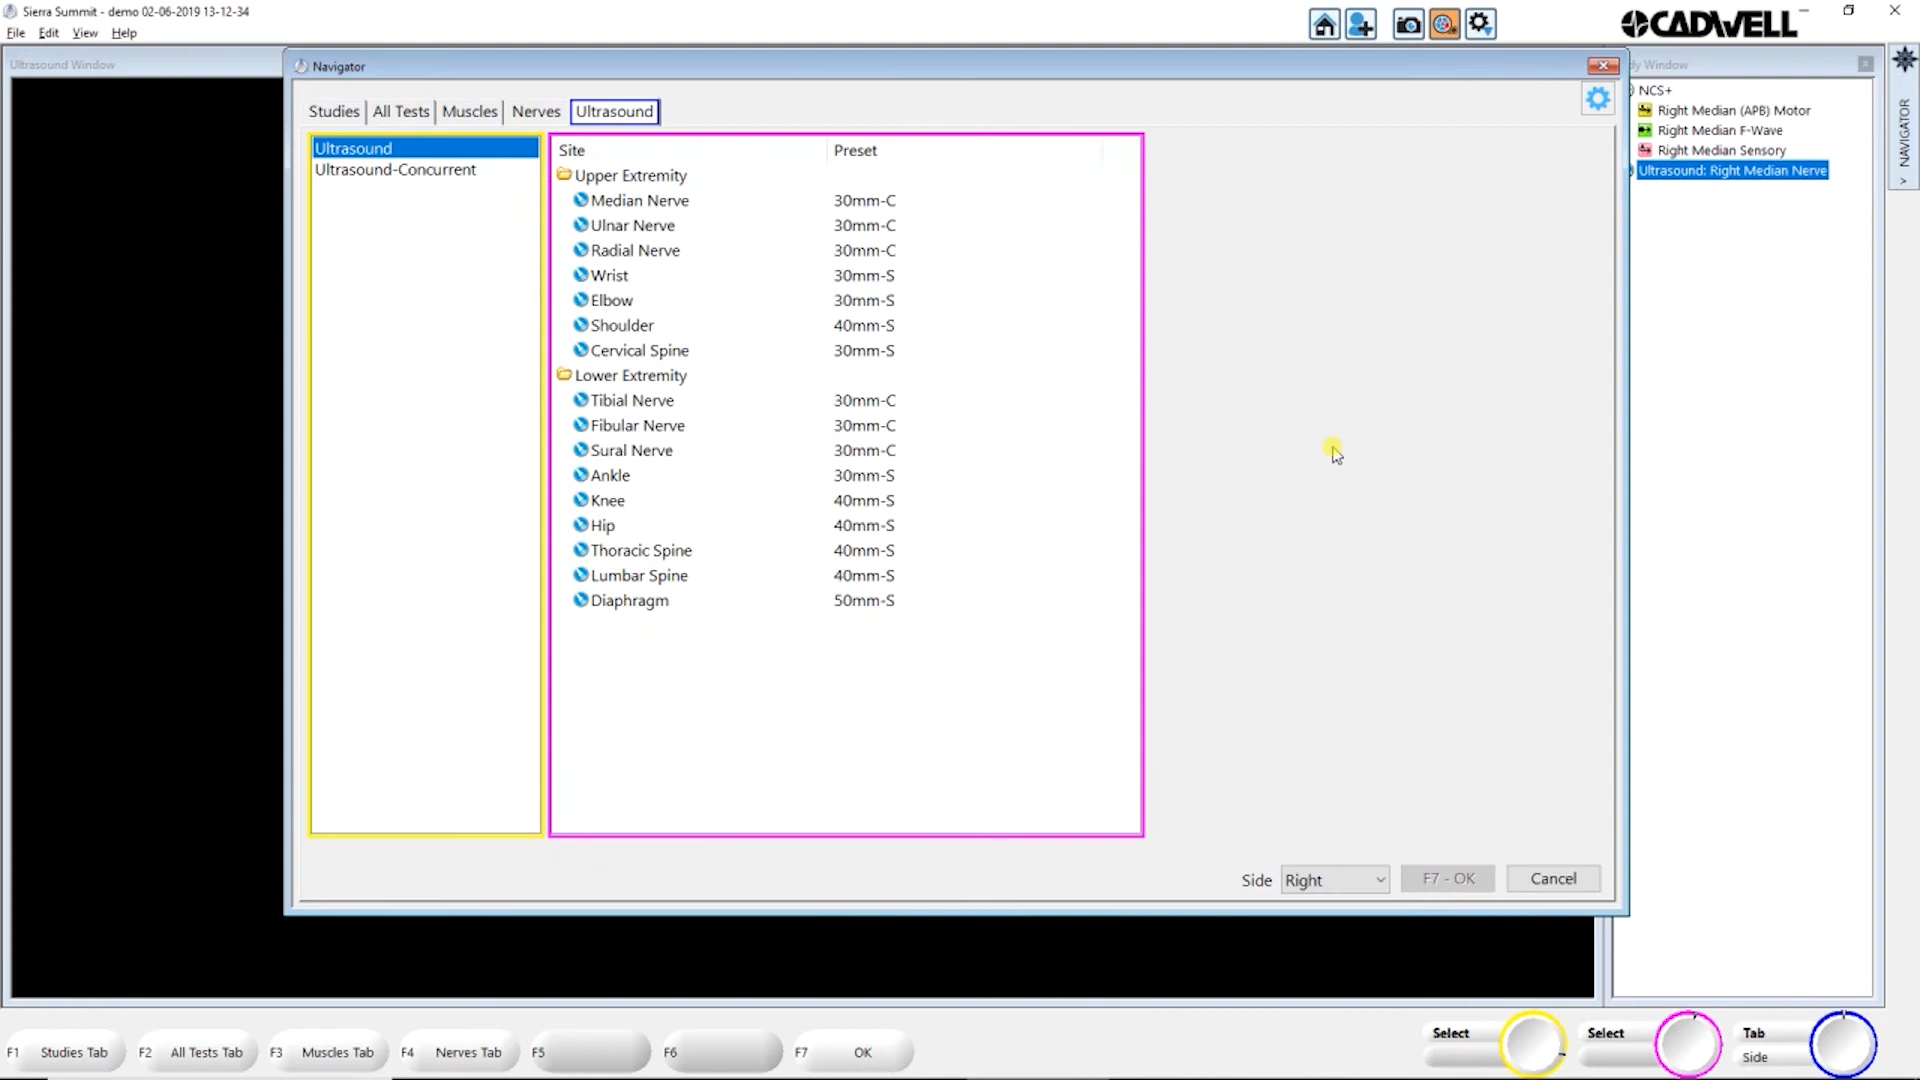 Sierra Summit - demo 02-06-2019 13-12-34
File Edit View Help
CADWELL
Ultrasound Window
Navigator
dy Window
Studies All Tests Muscles Nerves Ultrasound
Ultrasound
Ultrasound-Concurrent
Site Preset
Upper Extremity
Median Nerve 30mm-C
Ulnar Nerve 30mm-C
Radial Nerve 30mm-C
Wrist 30mm-S
Elbow 30mm-S
Shoulder 40mm-S
Cervical Spine 30mm-S
Lower Extremity
Tibial Nerve 30mm-C
Fibular Nerve 30mm-C
Sural Nerve 30mm-C
Ankle 30mm-S
Knee 40mm-S
Hip 40mm-S
Thoracic Spine 40mm-S
Lumbar Spine 40mm-S
Diaphragm 50mm-S
Side Right F7 - OK Cancel
NCS+
Right Median (APB) Motor
Right Median F-Wave
Right Median Sensory
Ultrasound: Right Median Nerve
NAVIGATOR
F1 Studies Tab F2 All Tests Tab F3 Muscles Tab F4 Nerves Tab F5 F6 F7 OK
Select Select Tab
Side